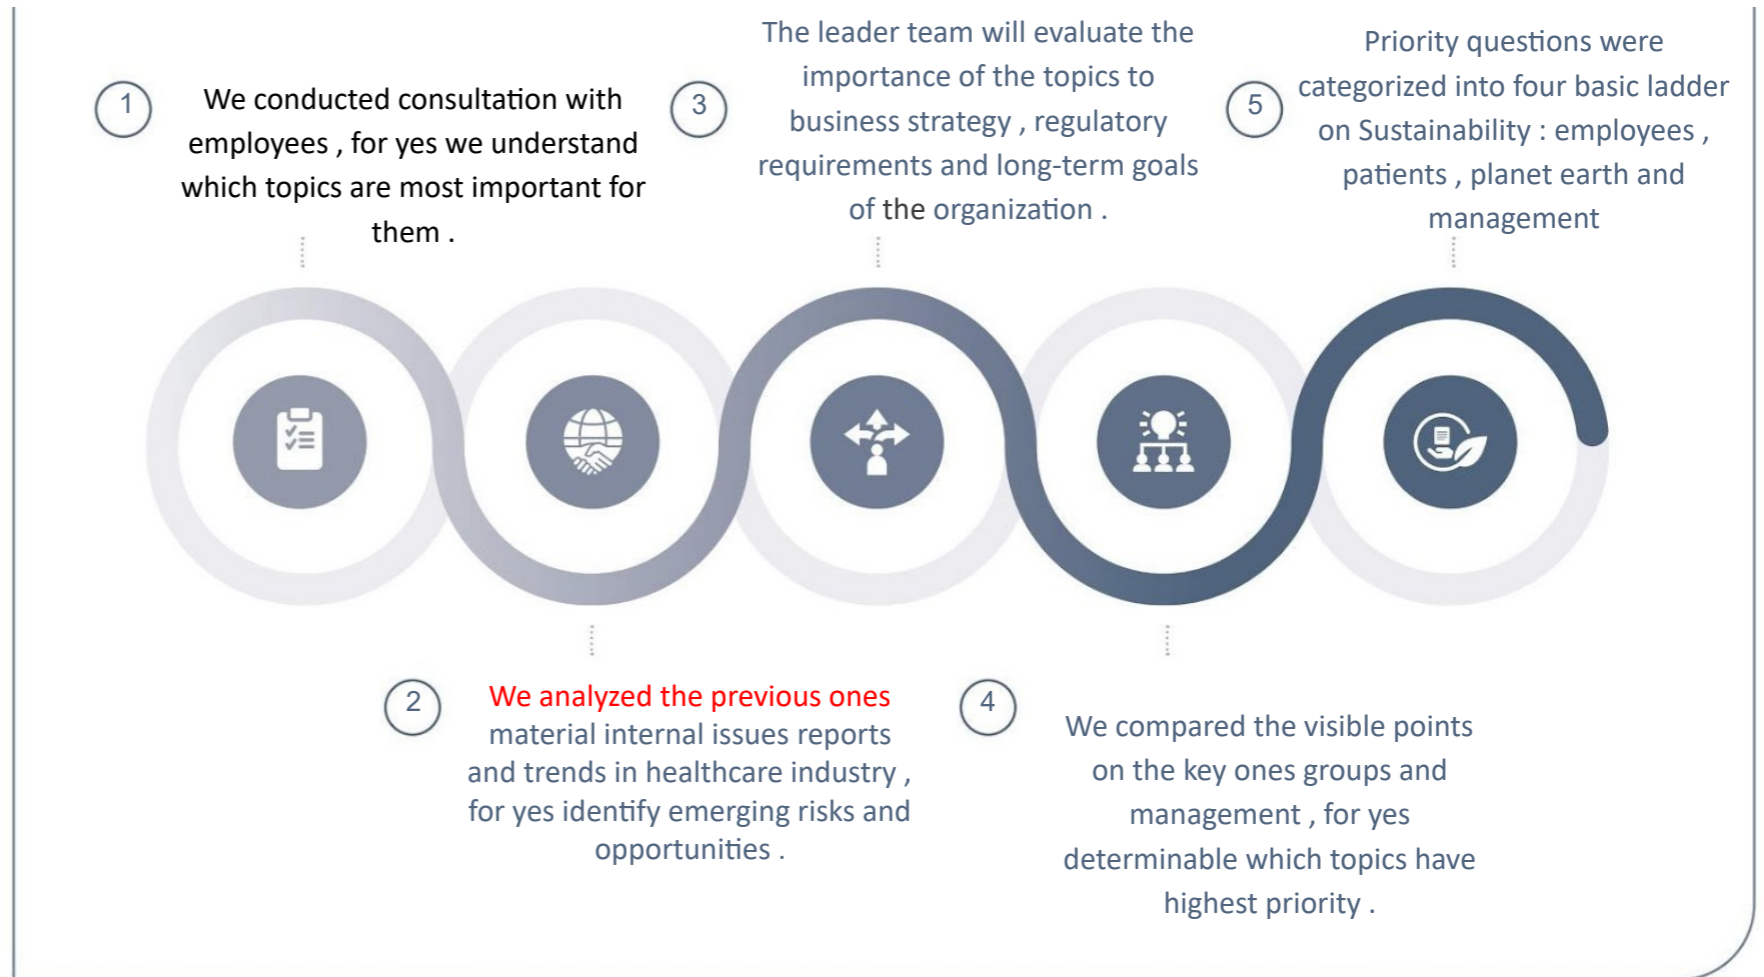 1
We conducted consultation with
employees , for yes we understand
which topics are most important for
them .
2
We analyzed the previous ones
material internal issues reports
and trends in healthcare industry ,
for yes identify emerging risks and
opportunities .
3
The leader team will evaluate the
importance of the topics to
business strategy , regulatory
requirements and long-term goals
of the organization .
4
We compared the visible points
on the key ones groups and
management , for yes
determinable which topics have
highest priority .
5
Priority questions were
categorized into four basic ladder
on Sustainability : employees ,
patients , planet earth and
management